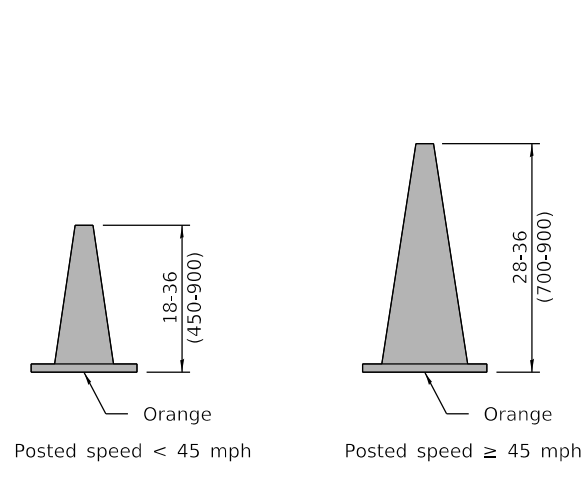 18-36
(450-900)
Orange
Posted speed < 45 mph
28-36
(700-900)
Orange
Posted speed ≥ 45 mph